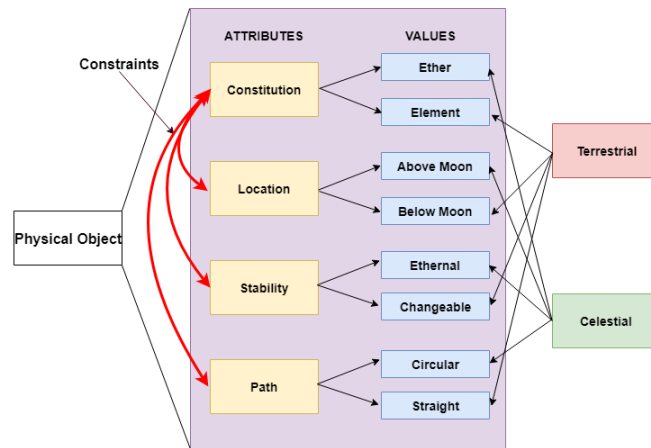 ATTRIBUTES
VALUES
Constraints
Constitution
Ether
Element
Terrestrial
Location
Above Moon
Below Moon
Physical Object
Stability
Ethernal
Changeable
Celestial
Path
Circular
Straight